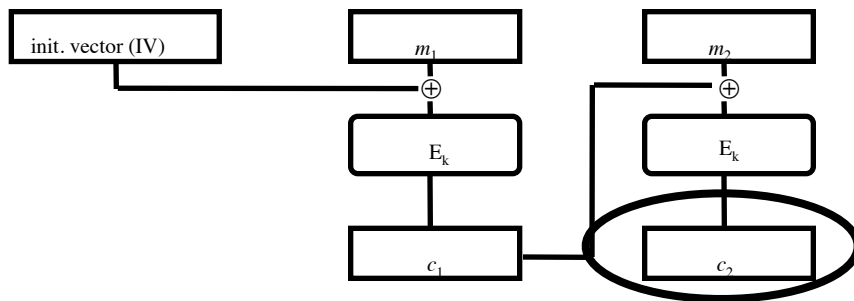 init. vector (IV)
m₁
m₂
⊕
⊕
Eₖ
Eₖ
c₁
c₂